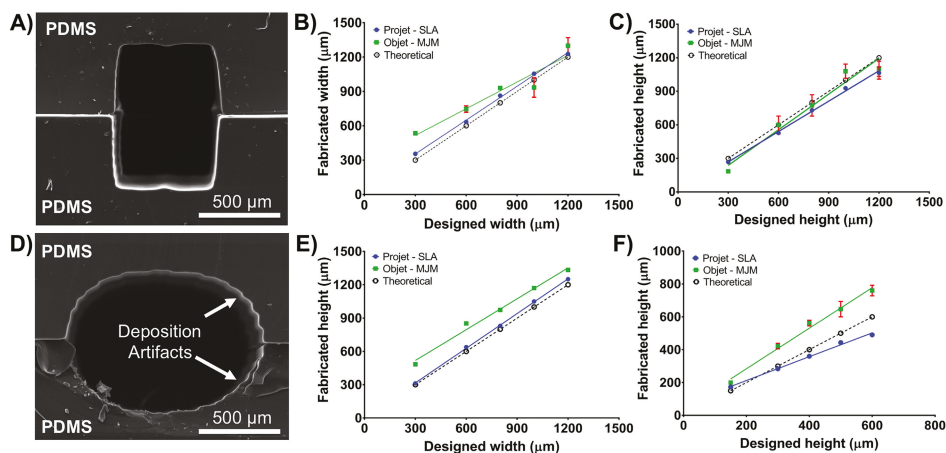 A)
PDMS
PDMS
500 µm
B)
Projet - SLA
Objet - MJM
Theoretical
Fabricated width (µm)
1500
1200
900
600
300
0
0 300 600 900 1200 1500
Designed width (µm)
C)
Projet - SLA
Objet - MJM
Theoretical
Fabricated height (µm)
1500
1200
900
600
300
0
0 300 600 900 1200 1500
Designed height (µm)
D)
PDMS
Deposition
Artifacts
PDMS
500 µm
E)
Projet - SLA
Objet - MJM
Theoretical
Fabricated height (µm)
1500
1200
900
600
300
0
0 300 600 900 1200 1500
Designed width (µm)
F)
Projet - SLA
Objet - MJM
Theoretical
Fabricated height (µm)
1000
800
600
400
200
0
0 200 400 600 800
Designed height (µm)